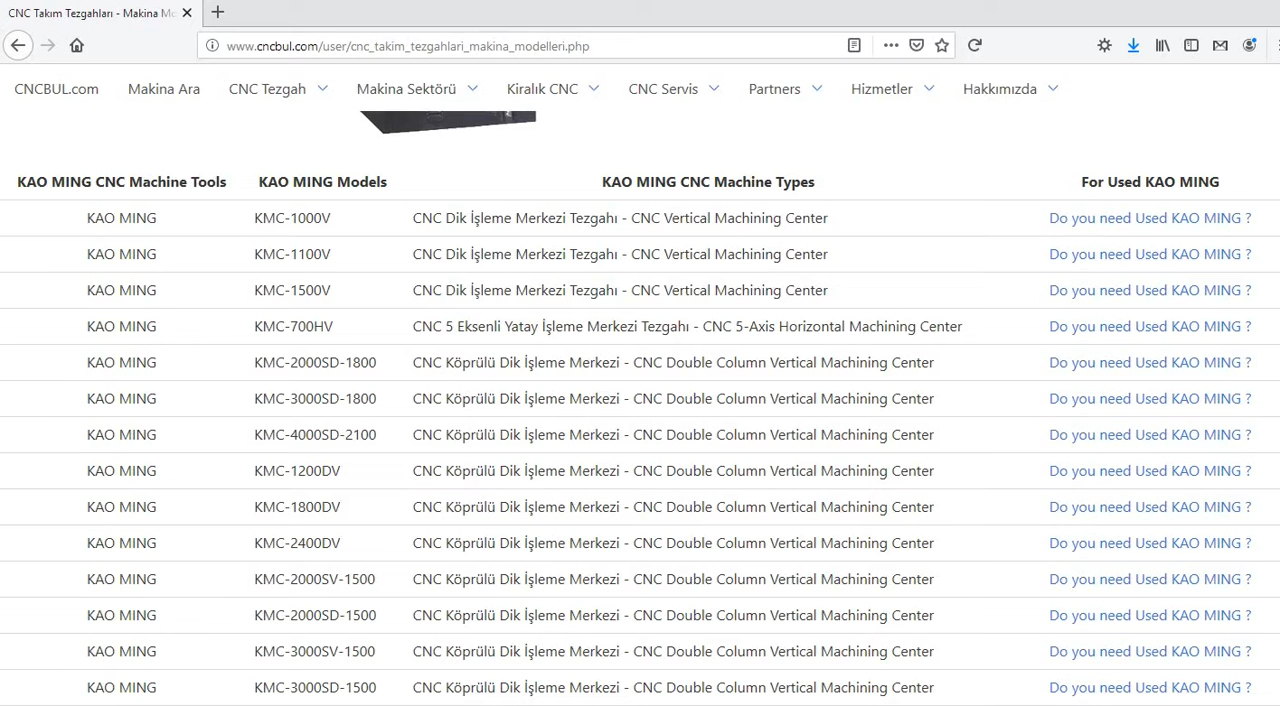 CNC Takım Tezgahları - Makina Mo
www.cncbul.com/user/cnc_takim_tezgahlari_makina_modelleri.php
CNCBUL.com Makina Ara CNC Tezgah Makina Sektörü Kiralık CNC CNC Servis Partners Hizmetler Hakkımızda
KAO MING CNC Machine Tools KAO MING Models KAO MING CNC Machine Types For Used KAO MING
KAO MING KMC-1000V CNC Dik İşleme Merkezi Tezgahı - CNC Vertical Machining Center Do you need Used KAO MING ?
KAO MING KMC-1100V CNC Dik İşleme Merkezi Tezgahı - CNC Vertical Machining Center Do you need Used KAO MING ?
KAO MING KMC-1500V CNC Dik İşleme Merkezi Tezgahı - CNC Vertical Machining Center Do you need Used KAO MING ?
KAO MING KMC-700HV CNC 5 Eksenli Yatay İşleme Merkezi Tezgahı - CNC 5-Axis Horizontal Machining Center Do you need Used KAO MING ?
KAO MING KMC-2000SD-1800 CNC Köprülü Dik İşleme Merkezi - CNC Double Column Vertical Machining Center Do you need Used KAO MING ?
KAO MING KMC-3000SD-1800 CNC Köprülü Dik İşleme Merkezi - CNC Double Column Vertical Machining Center Do you need Used KAO MING ?
KAO MING KMC-4000SD-2100 CNC Köprülü Dik İşleme Merkezi - CNC Double Column Vertical Machining Center Do you need Used KAO MING ?
KAO MING KMC-1200DV CNC Köprülü Dik İşleme Merkezi - CNC Double Column Vertical Machining Center Do you need Used KAO MING ?
KAO MING KMC-1800DV CNC Köprülü Dik İşleme Merkezi - CNC Double Column Vertical Machining Center Do you need Used KAO MING ?
KAO MING KMC-2400DV CNC Köprülü Dik İşleme Merkezi - CNC Double Column Vertical Machining Center Do you need Used KAO MING ?
KAO MING KMC-2000SV-1500 CNC Köprülü Dik İşleme Merkezi - CNC Double Column Vertical Machining Center Do you need Used KAO MING ?
KAO MING KMC-2000SD-1500 CNC Köprülü Dik İşleme Merkezi - CNC Double Column Vertical Machining Center Do you need Used KAO MING ?
KAO MING KMC-3000SV-1500 CNC Köprülü Dik İşleme Merkezi - CNC Double Column Vertical Machining Center Do you need Used KAO MING ?
KAO MING KMC-3000SD-1500 CNC Köprülü Dik İşleme Merkezi - CNC Double Column Vertical Machining Center Do you need Used KAO MING ?